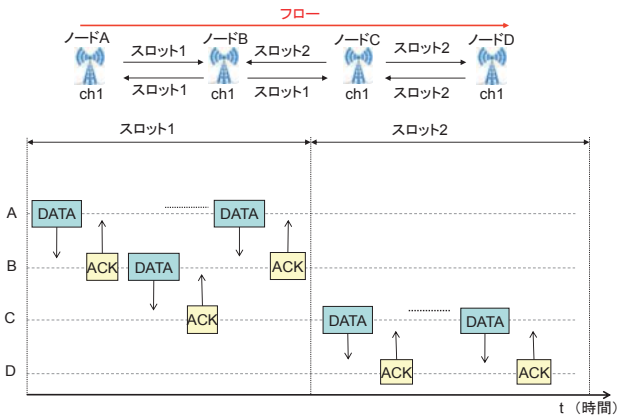 フロー
ノードA ノードB ノードC ノードD
スロット1 スロット2 スロット2
スロット1 スロット1 スロット2
ch1 ch1 ch1 ch1
スロット1 スロット2
A DATA DATA
B ACK DATA ACK
C ACK DATA DATA
D ACK ACK
t （時間）